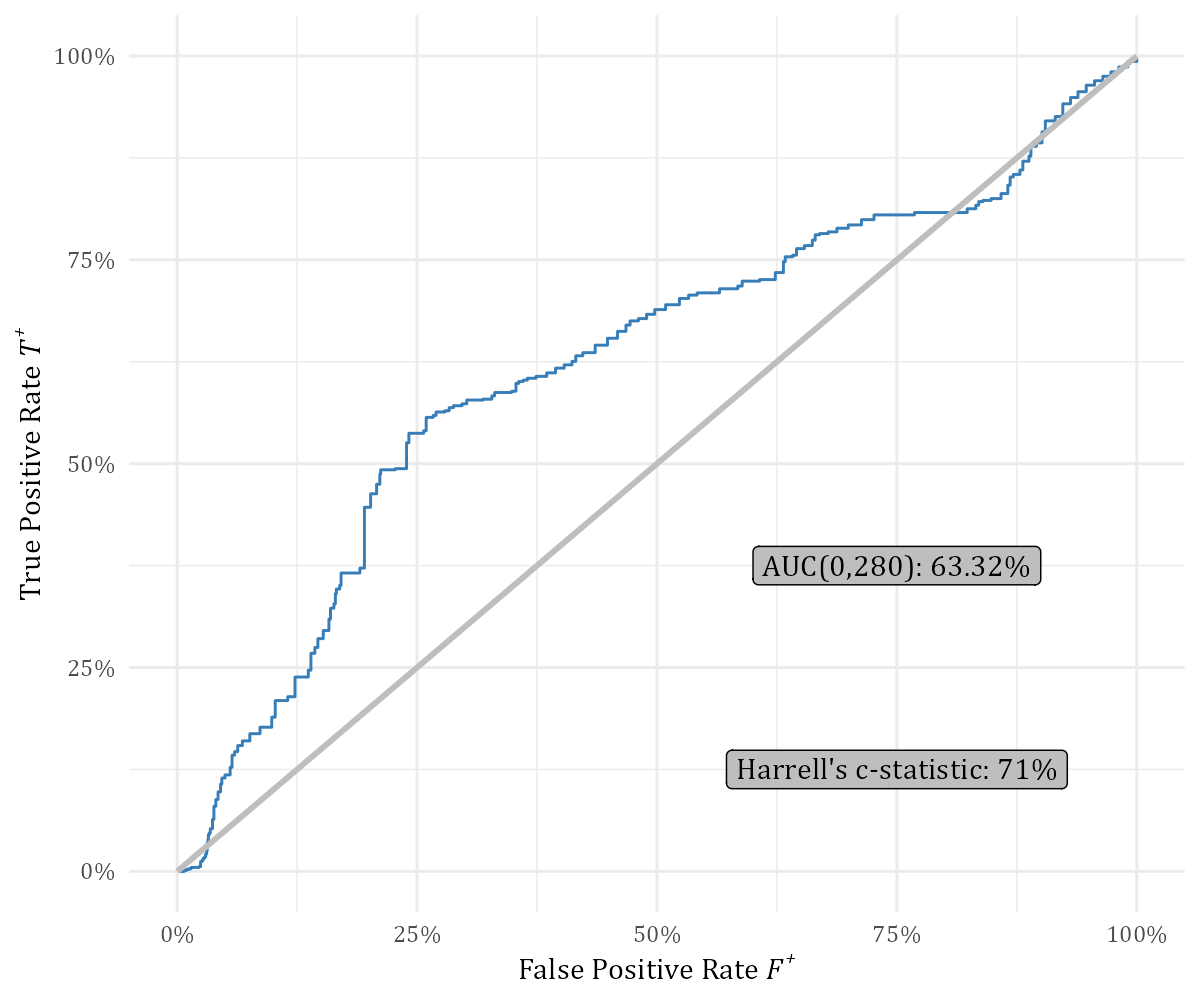 100%
75%
50%
25%
0%
True Positive Rate T⁺
AUC(0,280): 63.32%
Harrell's c-statistic: 71%
0% 25% 50% 75% 100%
False Positive Rate F⁺